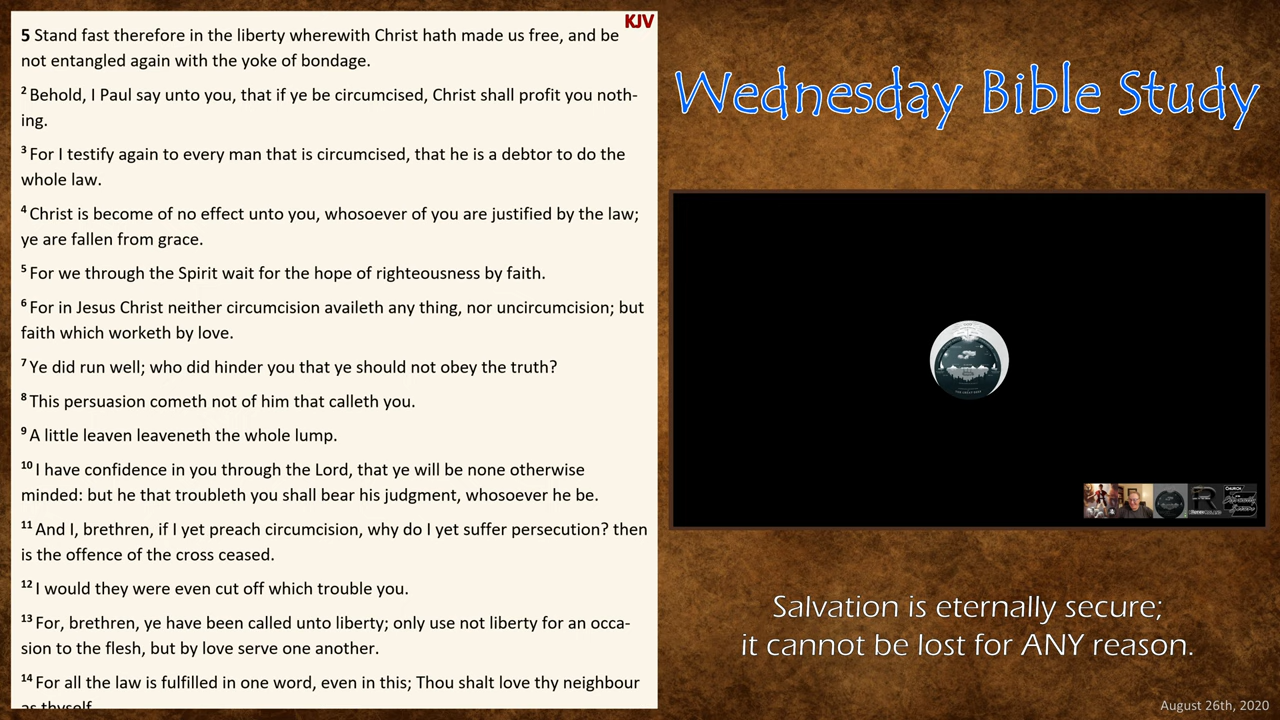 KJV
5 Stand fast therefore in the liberty wherewith Christ hath made us free, and be
not entangled again with the yoke of bondage.
2 Behold, I Paul say unto you, that if ye be circumcised, Christ shall profit you noth-
ing.
3 For I testify again to every man that is circumcised, that he is a debtor to do the
whole law.
4 Christ is become of no effect unto you, whosoever of you are justified by the law;
ye are fallen from grace.
5 For we through the Spirit wait for the hope of righteousness by faith.
6 For in Jesus Christ neither circumcision availeth any thing, nor uncircumcision; but
faith which worketh by love.
7 Ye did run well; who did hinder you that ye should not obey the truth?
8 This persuasion cometh not of him that calleth you.
9 A little leaven leaveneth the whole lump.
10 I have confidence in you through the Lord, that ye will be none otherwise
minded: but he that troubleth you shall bear his judgment, whosoever he be.
11 And I, brethren, if I yet preach circumcision, why do I yet suffer persecution? then
is the offence of the cross ceased.
12 I would they were even cut off which trouble you.
13 For, brethren, ye have been called unto liberty; only use not liberty for an occa-
sion to the flesh, but by love serve one another.
14 For all the law is fulfilled in one word, even in this; Thou shalt love thy neighbour
as thyself
Wednesday Bible Study
Salvation is eternally secure;
it cannot be lost for ANY reason.
August 26th, 2020